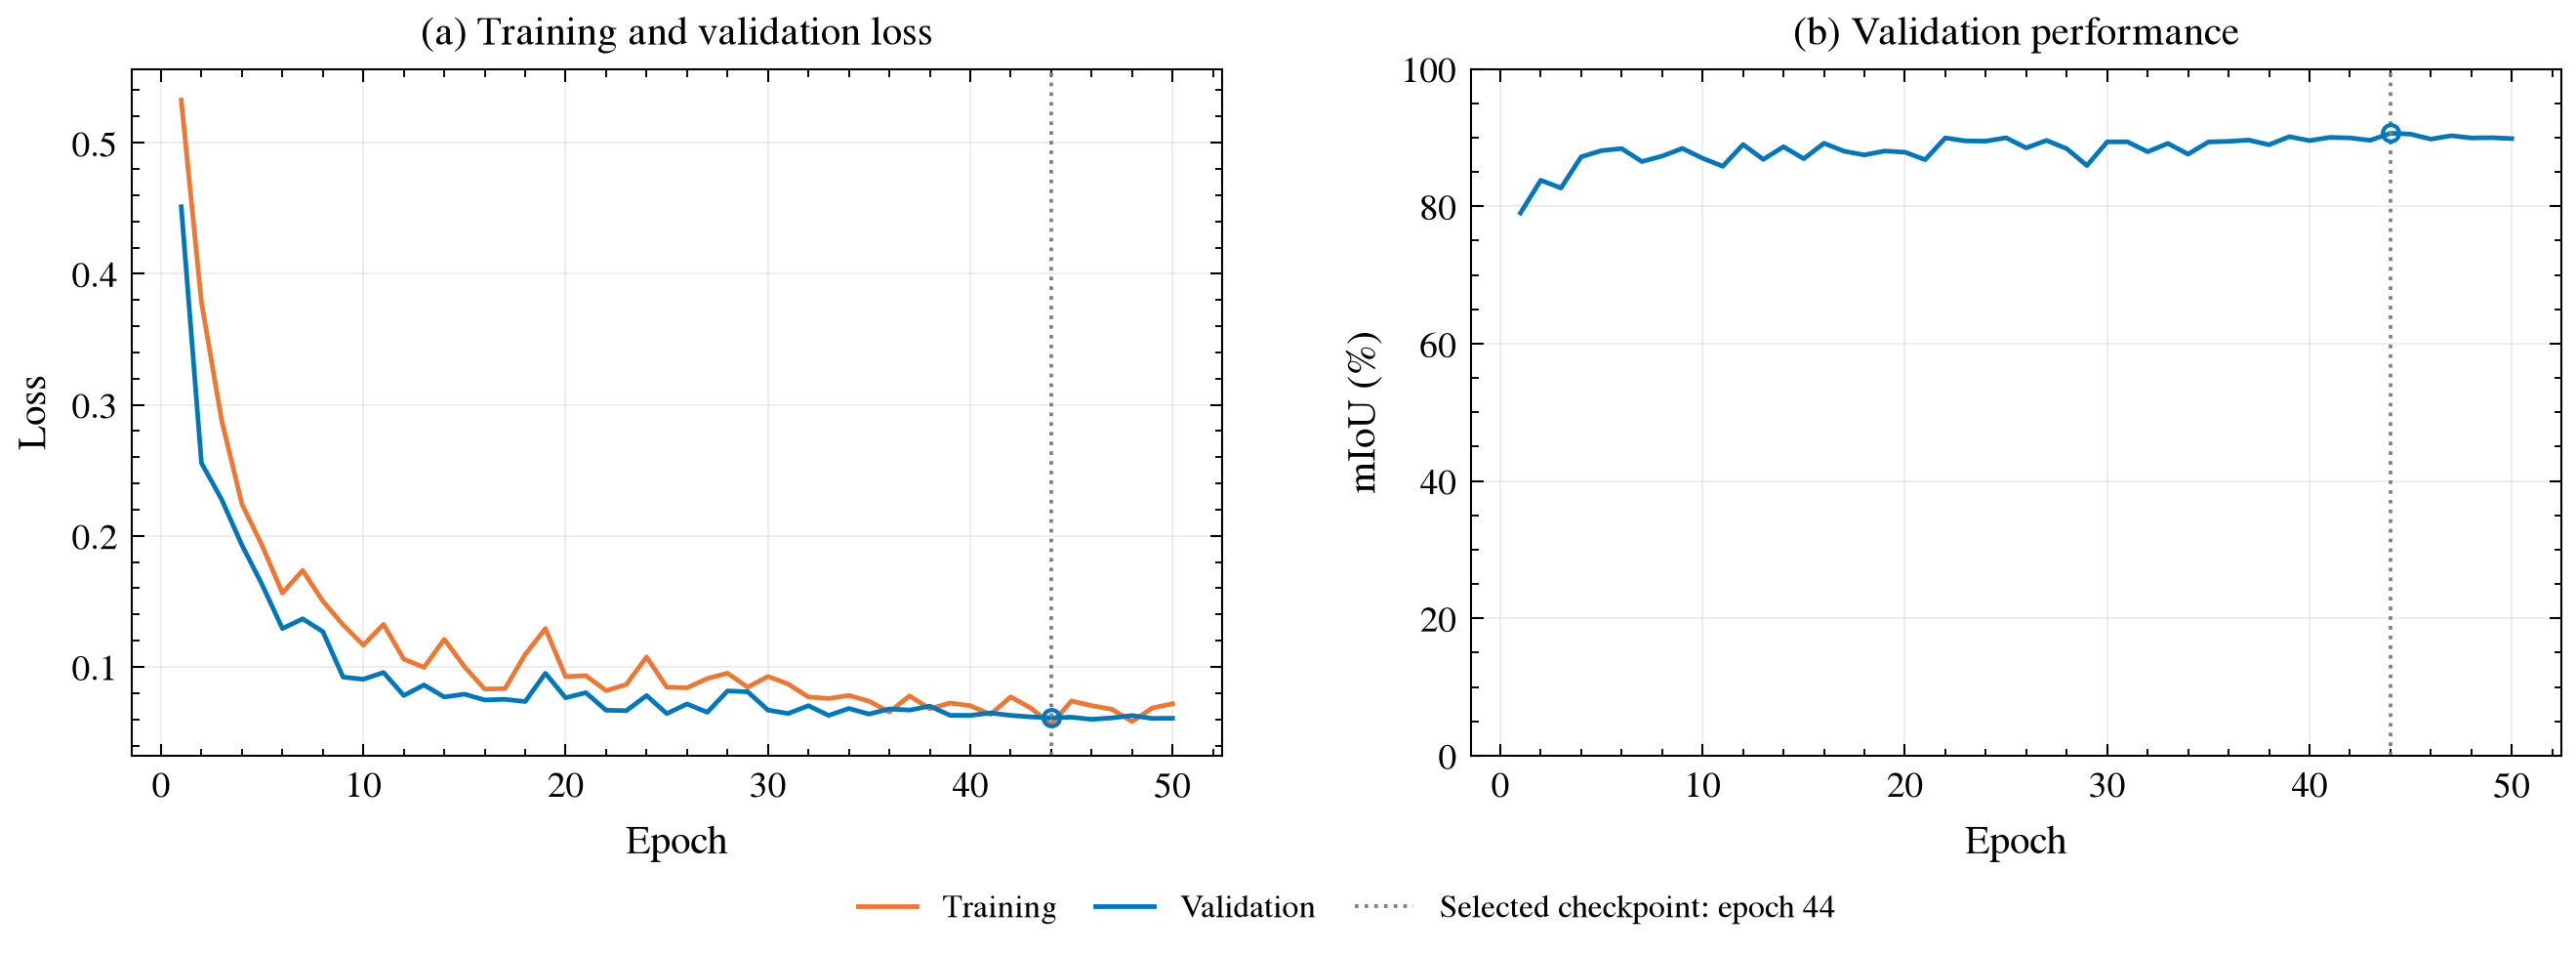 (a) Training and validation loss
Loss
0.5
0.4
0.3
0.2
0.1
0 10 20 30 40 50
Epoch
(b) Validation performance
mIoU (%)
100
80
60
40
20
0
0 10 20 30 40 50
Epoch
Training Validation Selected checkpoint: epoch 44